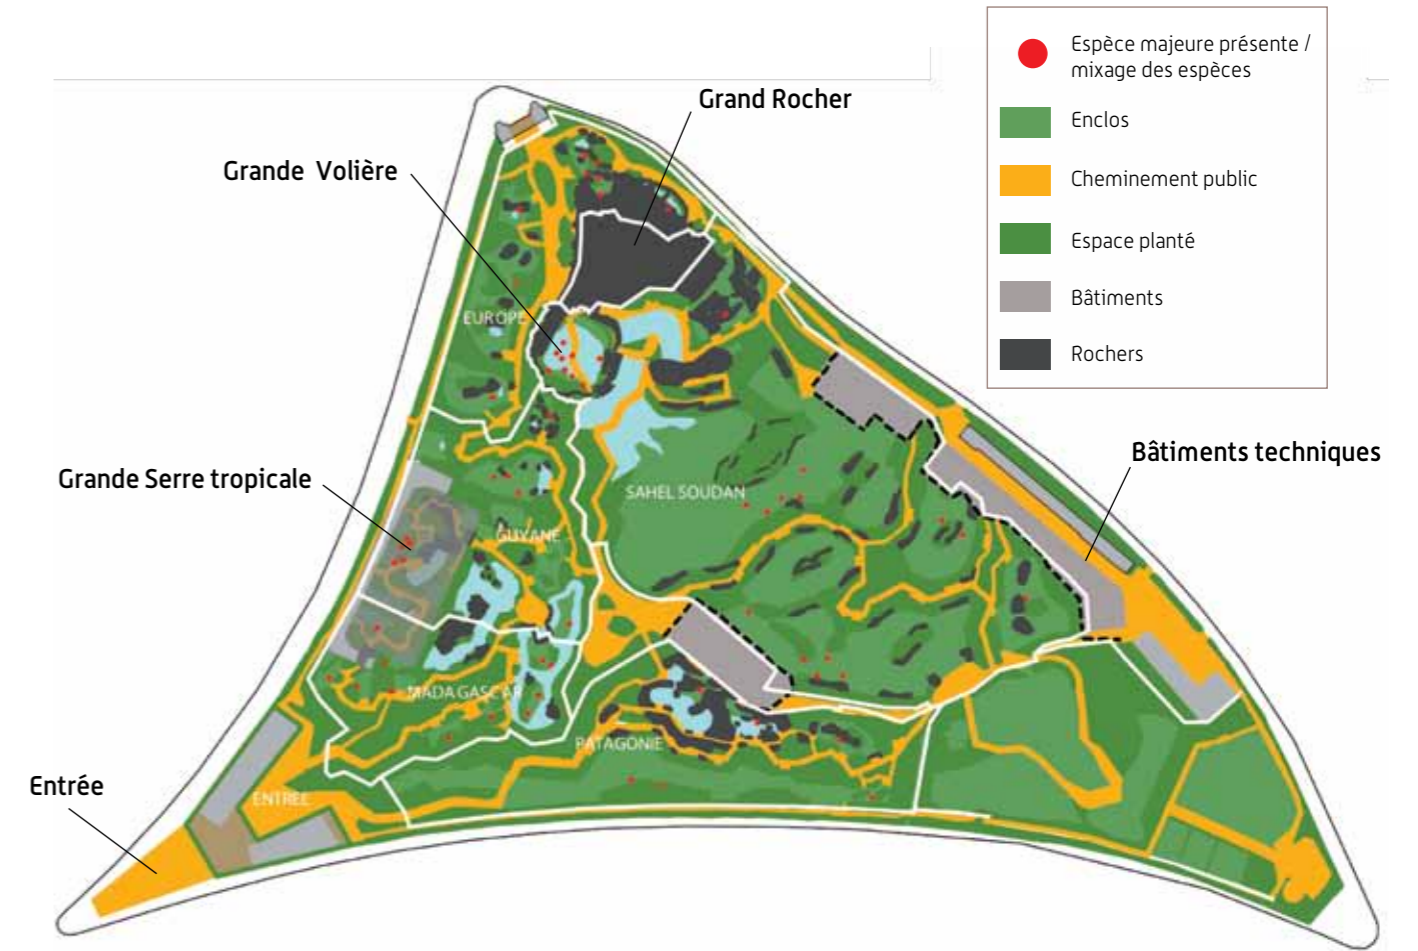 Espèce majeure présente /
mixage des espèces
Enclos
Cheminement public
Espace planté
Bâtiments
Rochers
Grand Rocher
Grande Volière
EUROPE
Bâtiments techniques
Grande Serre tropicale
SAHEL SOUDAN
GUYANE
MADAGASCAR
PATAGONIE
Entrée
ENTREE